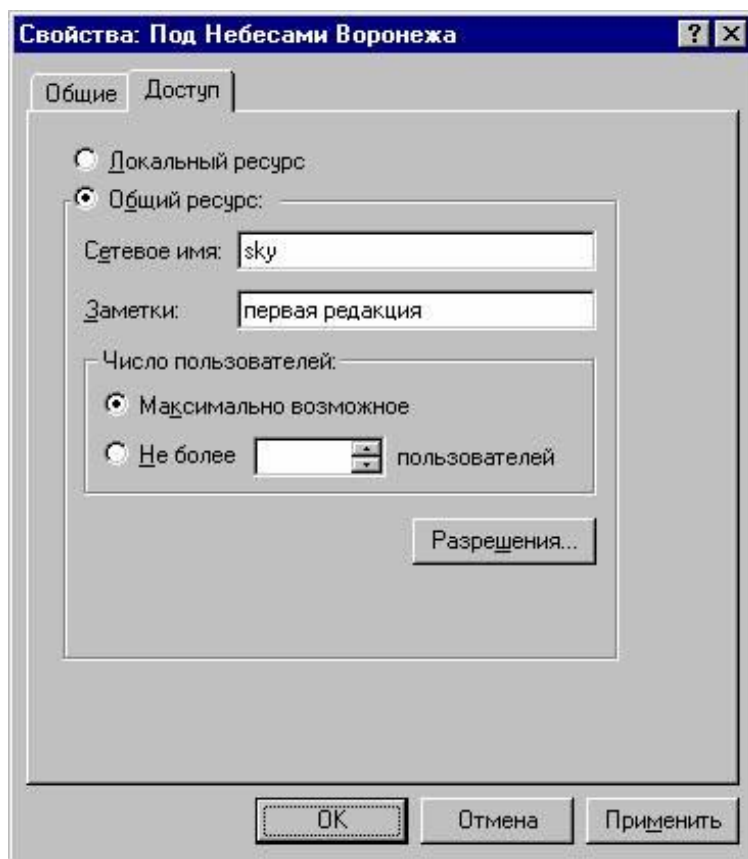 Свойства: Под Небесами Воронежа
Общие Доступ
Локальный ресурс
Общий ресурс:
Сетевое имя: sky
Заметки: первая редакция
Число пользователей:
Максимально возможное
Не более пользователей
Разрешения...
OK Отмена Применить